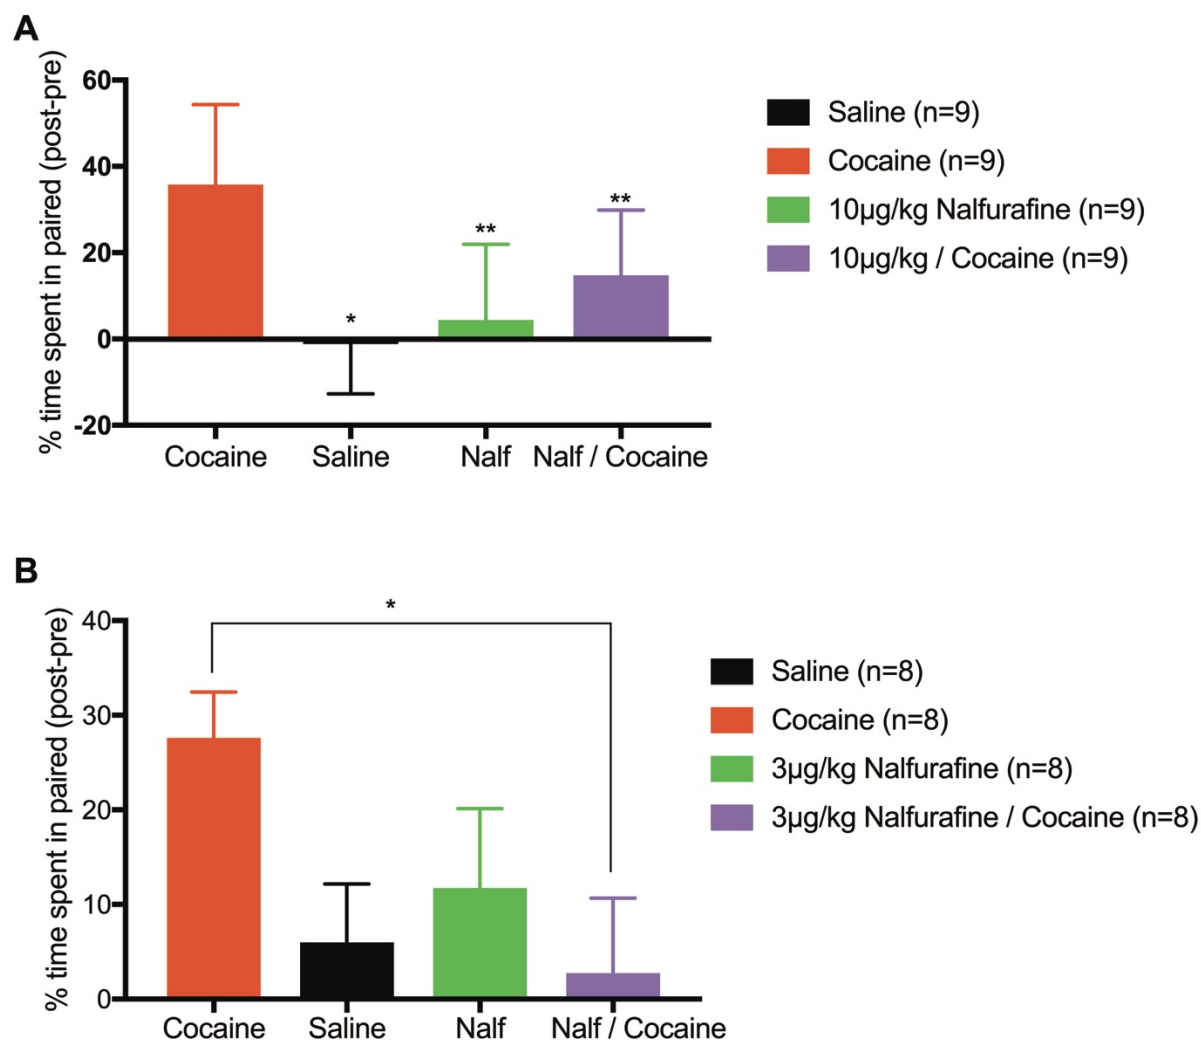 A
% time spent in paired (post-pre)
60
40
20
0
-20
*
**
**
Cocaine Saline Nalf Nalf / Cocaine
Saline (n=9)
Cocaine (n=9)
10µg/kg Nalfurafine (n=9)
10µg/kg / Cocaine (n=9)
B
% time spent in paired (post-pre)
40
30
20
10
0
*
Cocaine Saline Nalf Nalf / Cocaine
Saline (n=8)
Cocaine (n=8)
3µg/kg Nalfurafine (n=8)
3µg/kg Nalfurafine / Cocaine (n=8)